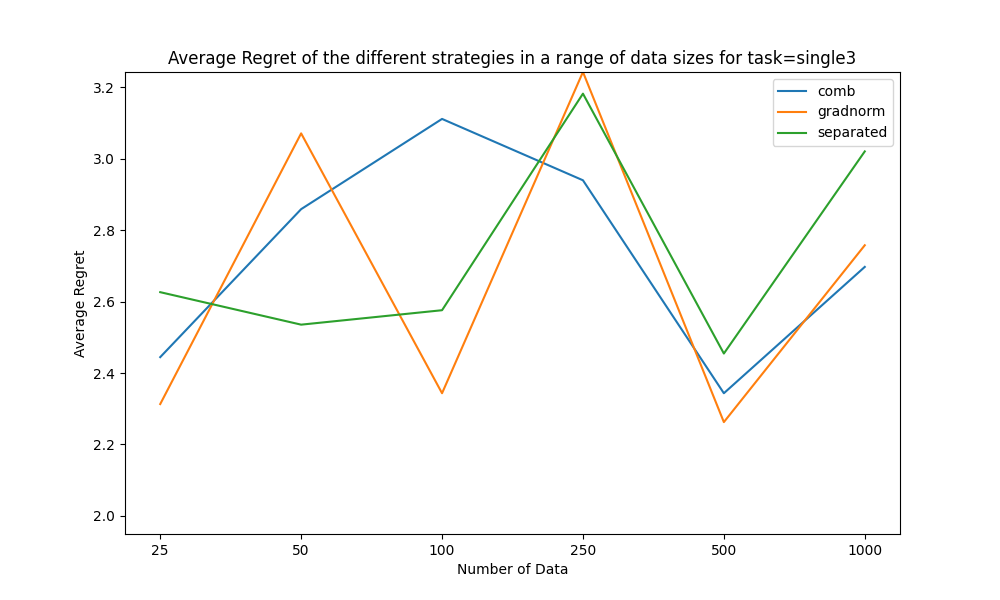 Average Regret of the different strategies in a range of data sizes for task=single3
comb
gradnorm
separated
3.2
3.0
2.8
2.6
2.4
2.2
2.0
Average Regret
25 50 100 250 500 1000
Number of Data